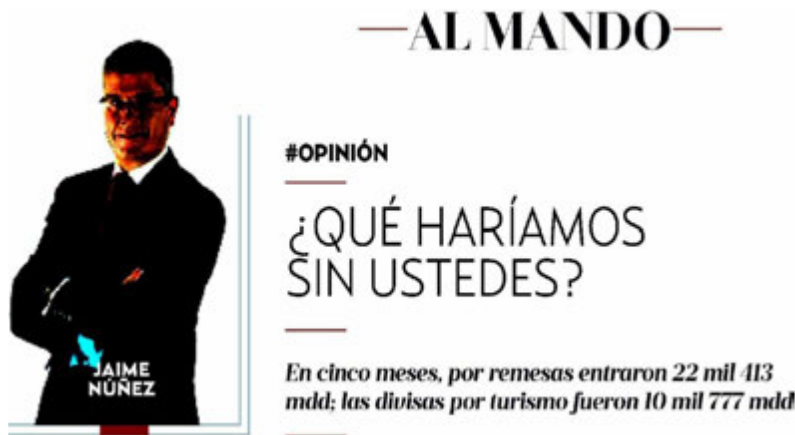 AL MANDO
#OPINIÓN
¿QUÉ HARÍAMOS
SIN USTEDES?
JAIME
NÚÑEZ
En cinco meses, por remesas entraron 22 mil 413
mdd; las divisas por turismo fueron 10 mil 777 mdd